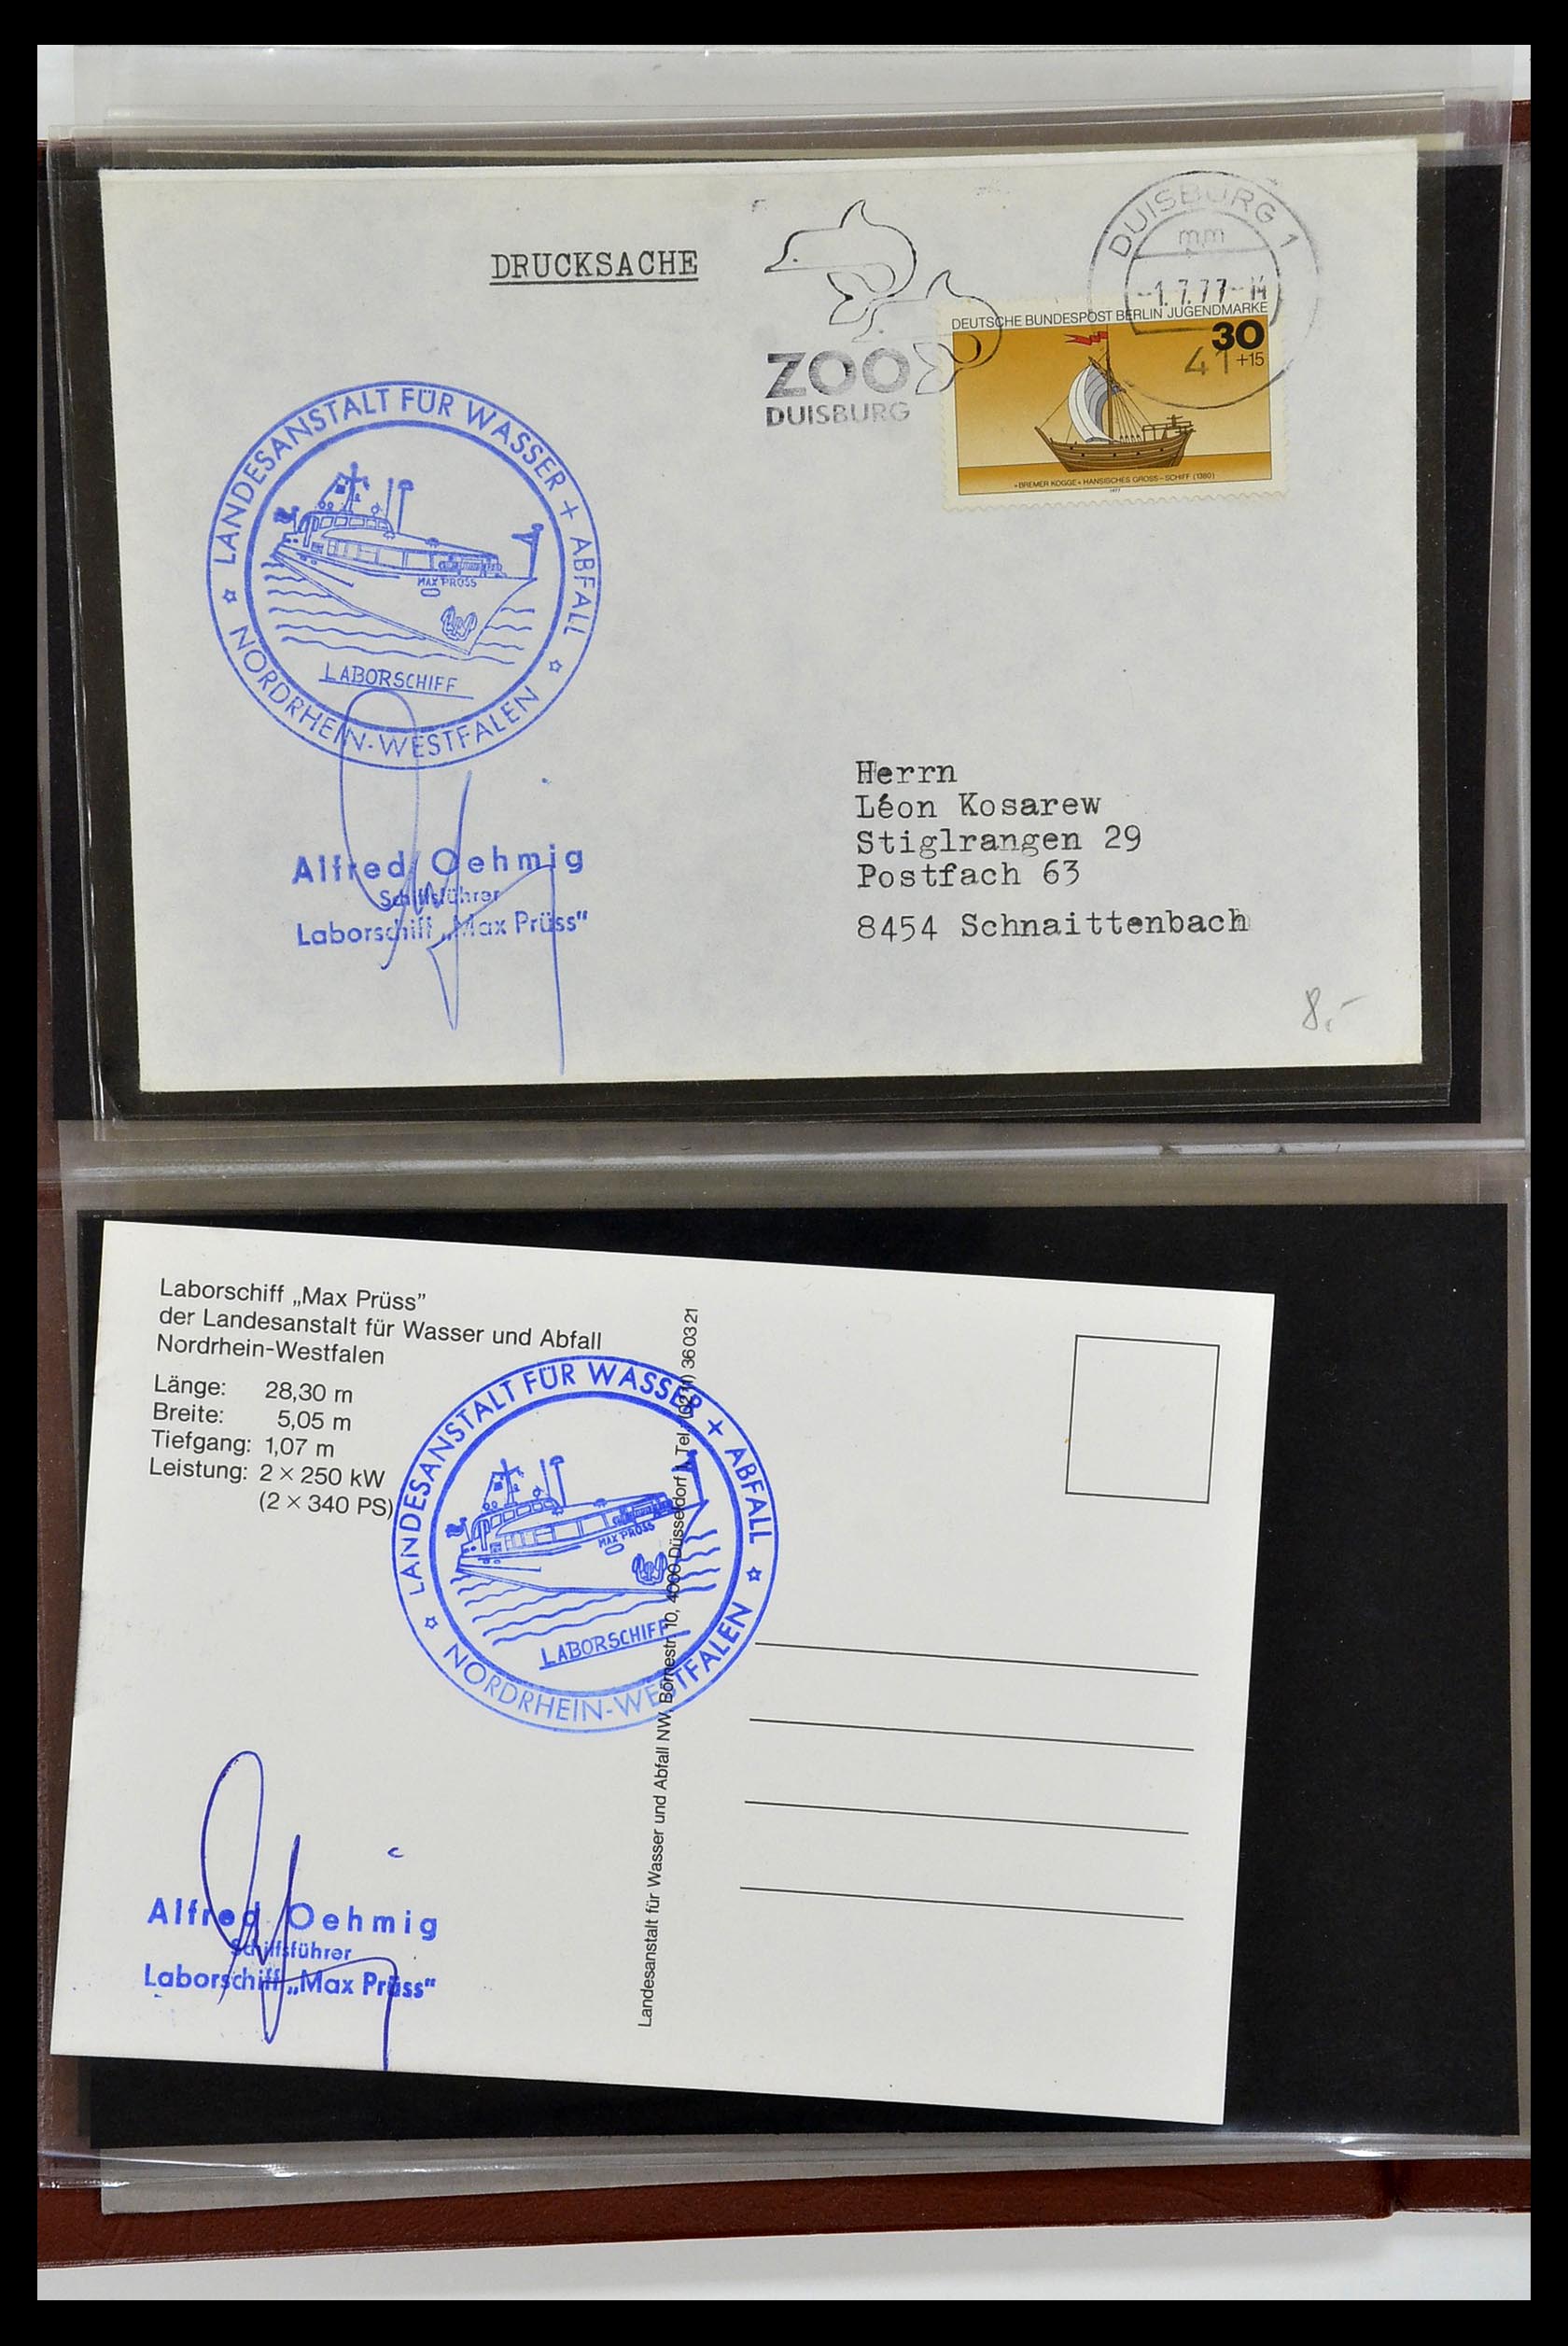 DRUCKSACHE
ZOO
DUISBURG
DUISBURG 1
mm
-1.7.77-14
41
DEUTSCHE BUNDESPOST BERLIN JUGENDMARKE
30
+15
»BREMER KOGGE« HANSISCHES GROSS-SCHIFF (1380)
1977
LANDESANSTALT FÜR WASSER + ABFALL
NORDRHEIN-WESTFALEN
MAX PRÜSS
LABORSCHIFF
Alfred Oehmig
Schiffsführer
Laborschiff „Max Prüss“
Herrn
Léon Kosarew
Stiglrangen 29
Postfach 63
8454 Schnaittenbach
8,-
Laborschiff „Max Prüss”
der Landesanstalt für Wasser und Abfall
Nordrhein-Westfalen
Länge: 28,30 m
Breite: 5,05 m
Tiefgang: 1,07 m
Leistung: 2 × 250 kW
(2 × 340 PS)
LANDESANSTALT FÜR WASSER + ABFALL
NORDRHEIN-WESTFALEN
MAX PRÜSS
LABORSCHIFF
Landesanstalt für Wasser und Abfall NW, Börnestr. 10, 4000 Düsseldorf 1, Tel. (0211) 36 03 21
Alfred Oehmig
Schiffsführer
Laborschiff „Max Prüss“